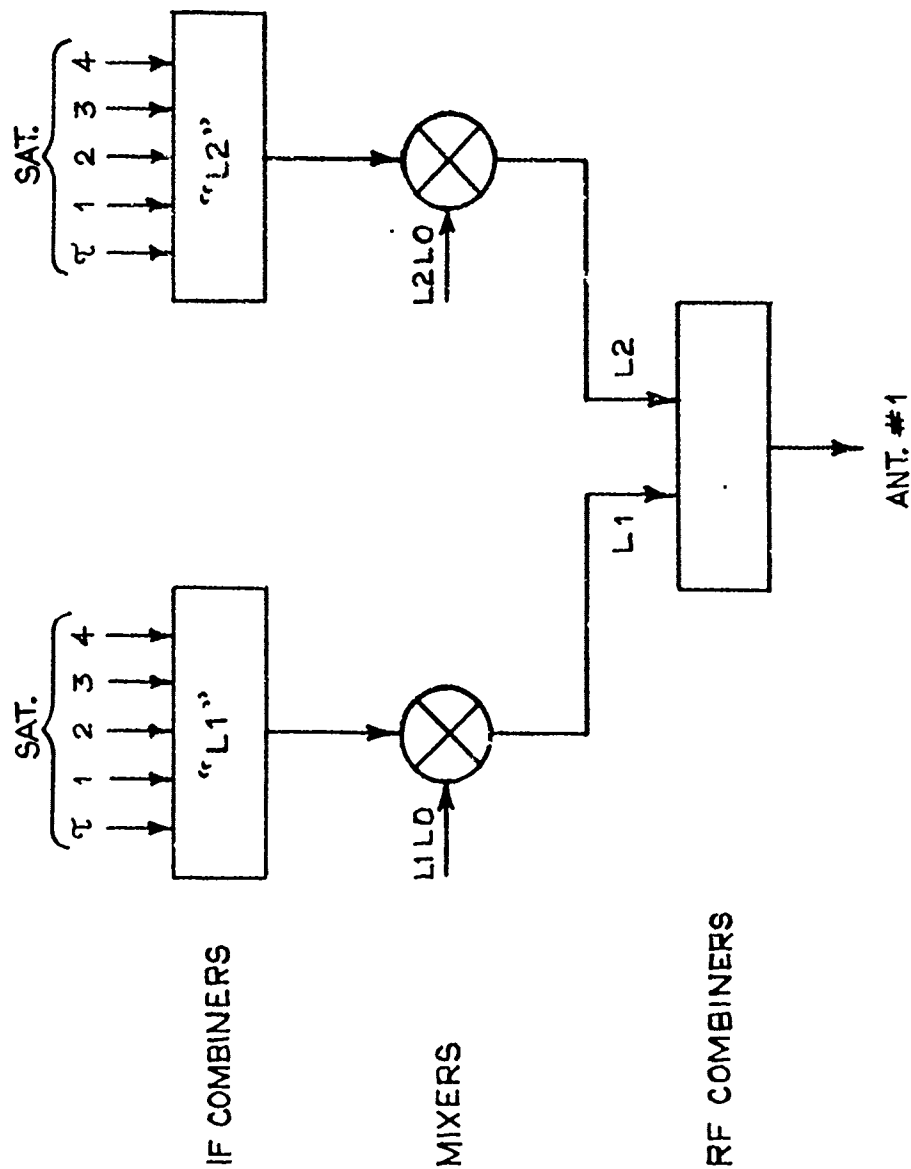 SAT.
SAT.
τ 1 2 3 4
τ 1 2 3 4
IF COMBINERS
"L1"
"L2"
MIXERS
L1LO
L2LO
L1
L2
RF COMBINERS
ANT. #1